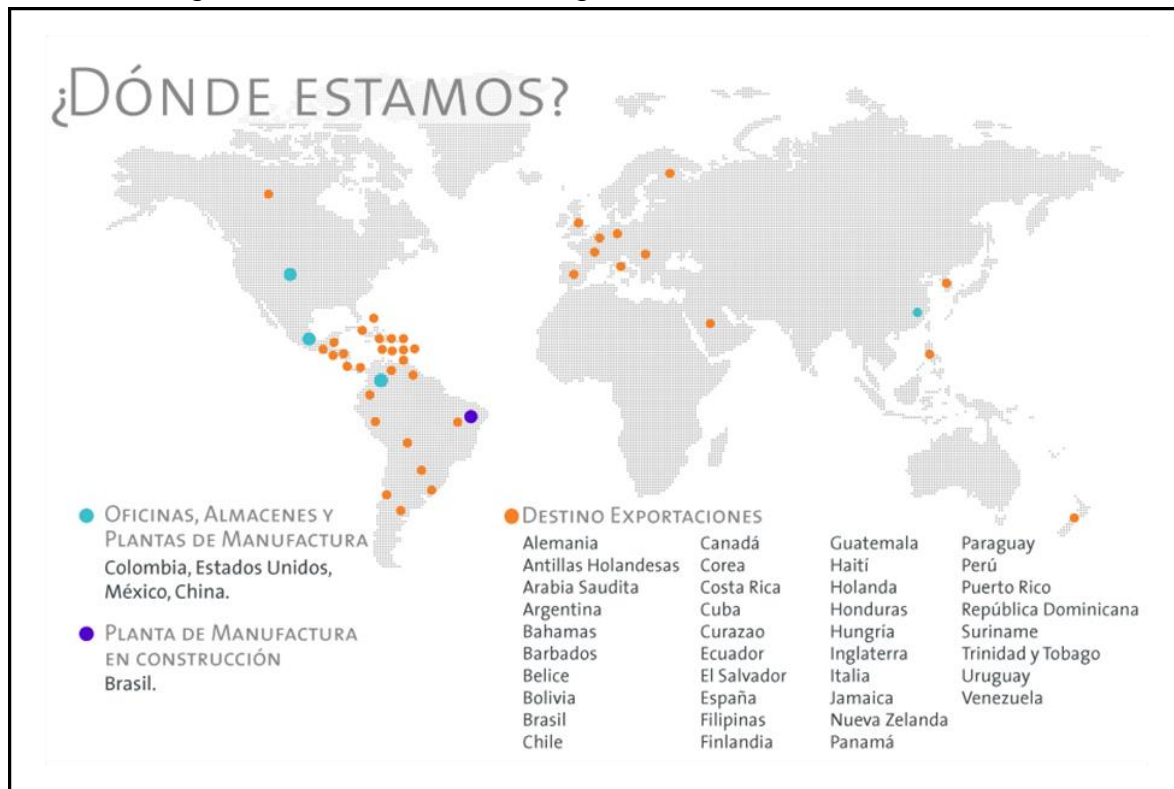 ¿DÓNDE ESTAMOS?
OFICINAS, ALMACENES Y
PLANTAS DE MANUFACTURA
Colombia, Estados Unidos,
México, China.
PLANTA DE MANUFACTURA
EN CONSTRUCCIÓN
Brasil.
DESTINO EXPORTACIONES
Alemania
Antillas Holandesas
Arabia Saudita
Argentina
Bahamas
Barbados
Belice
Bolivia
Brasil
Chile
Canadá
Corea
Costa Rica
Cuba
Curazao
Ecuador
El Salvador
España
Filipinas
Finlandia
Guatemala
Haití
Holanda
Honduras
Hungría
Inglaterra
Italia
Jamaica
Nueva Zelanda
Panamá
Paraguay
Perú
Puerto Rico
República Dominicana
Suriname
Trinidad y Tobago
Uruguay
Venezuela